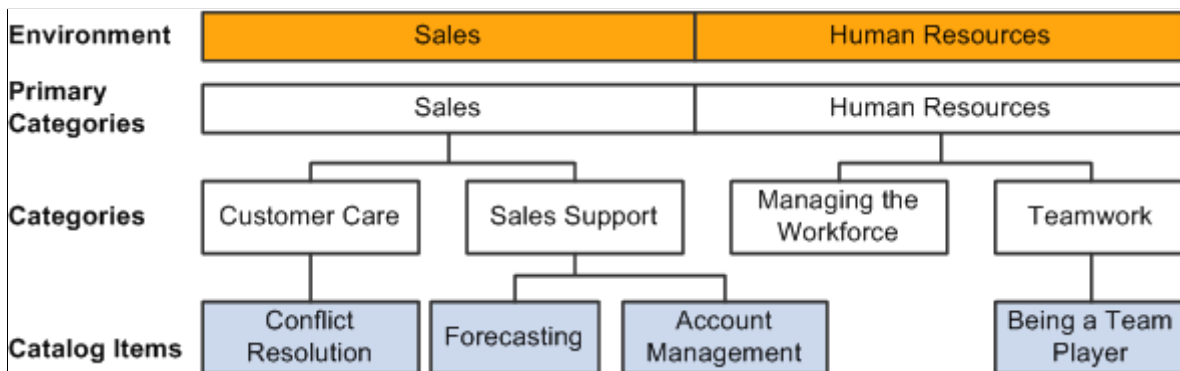 Environment
Sales
Human Resources
Primary
Categories
Sales
Human Resources
Categories
Customer Care
Sales Support
Managing the
Workforce
Teamwork
Catalog Items
Conflict
Resolution
Forecasting
Account
Management
Being a Team
Player